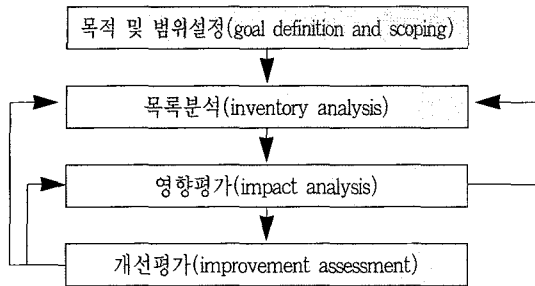 목적 및 범위설정(goal definition and scoping)
목록분석(inventory analysis)
영향평가(impact analysis)
개선평가(improvement assessment)